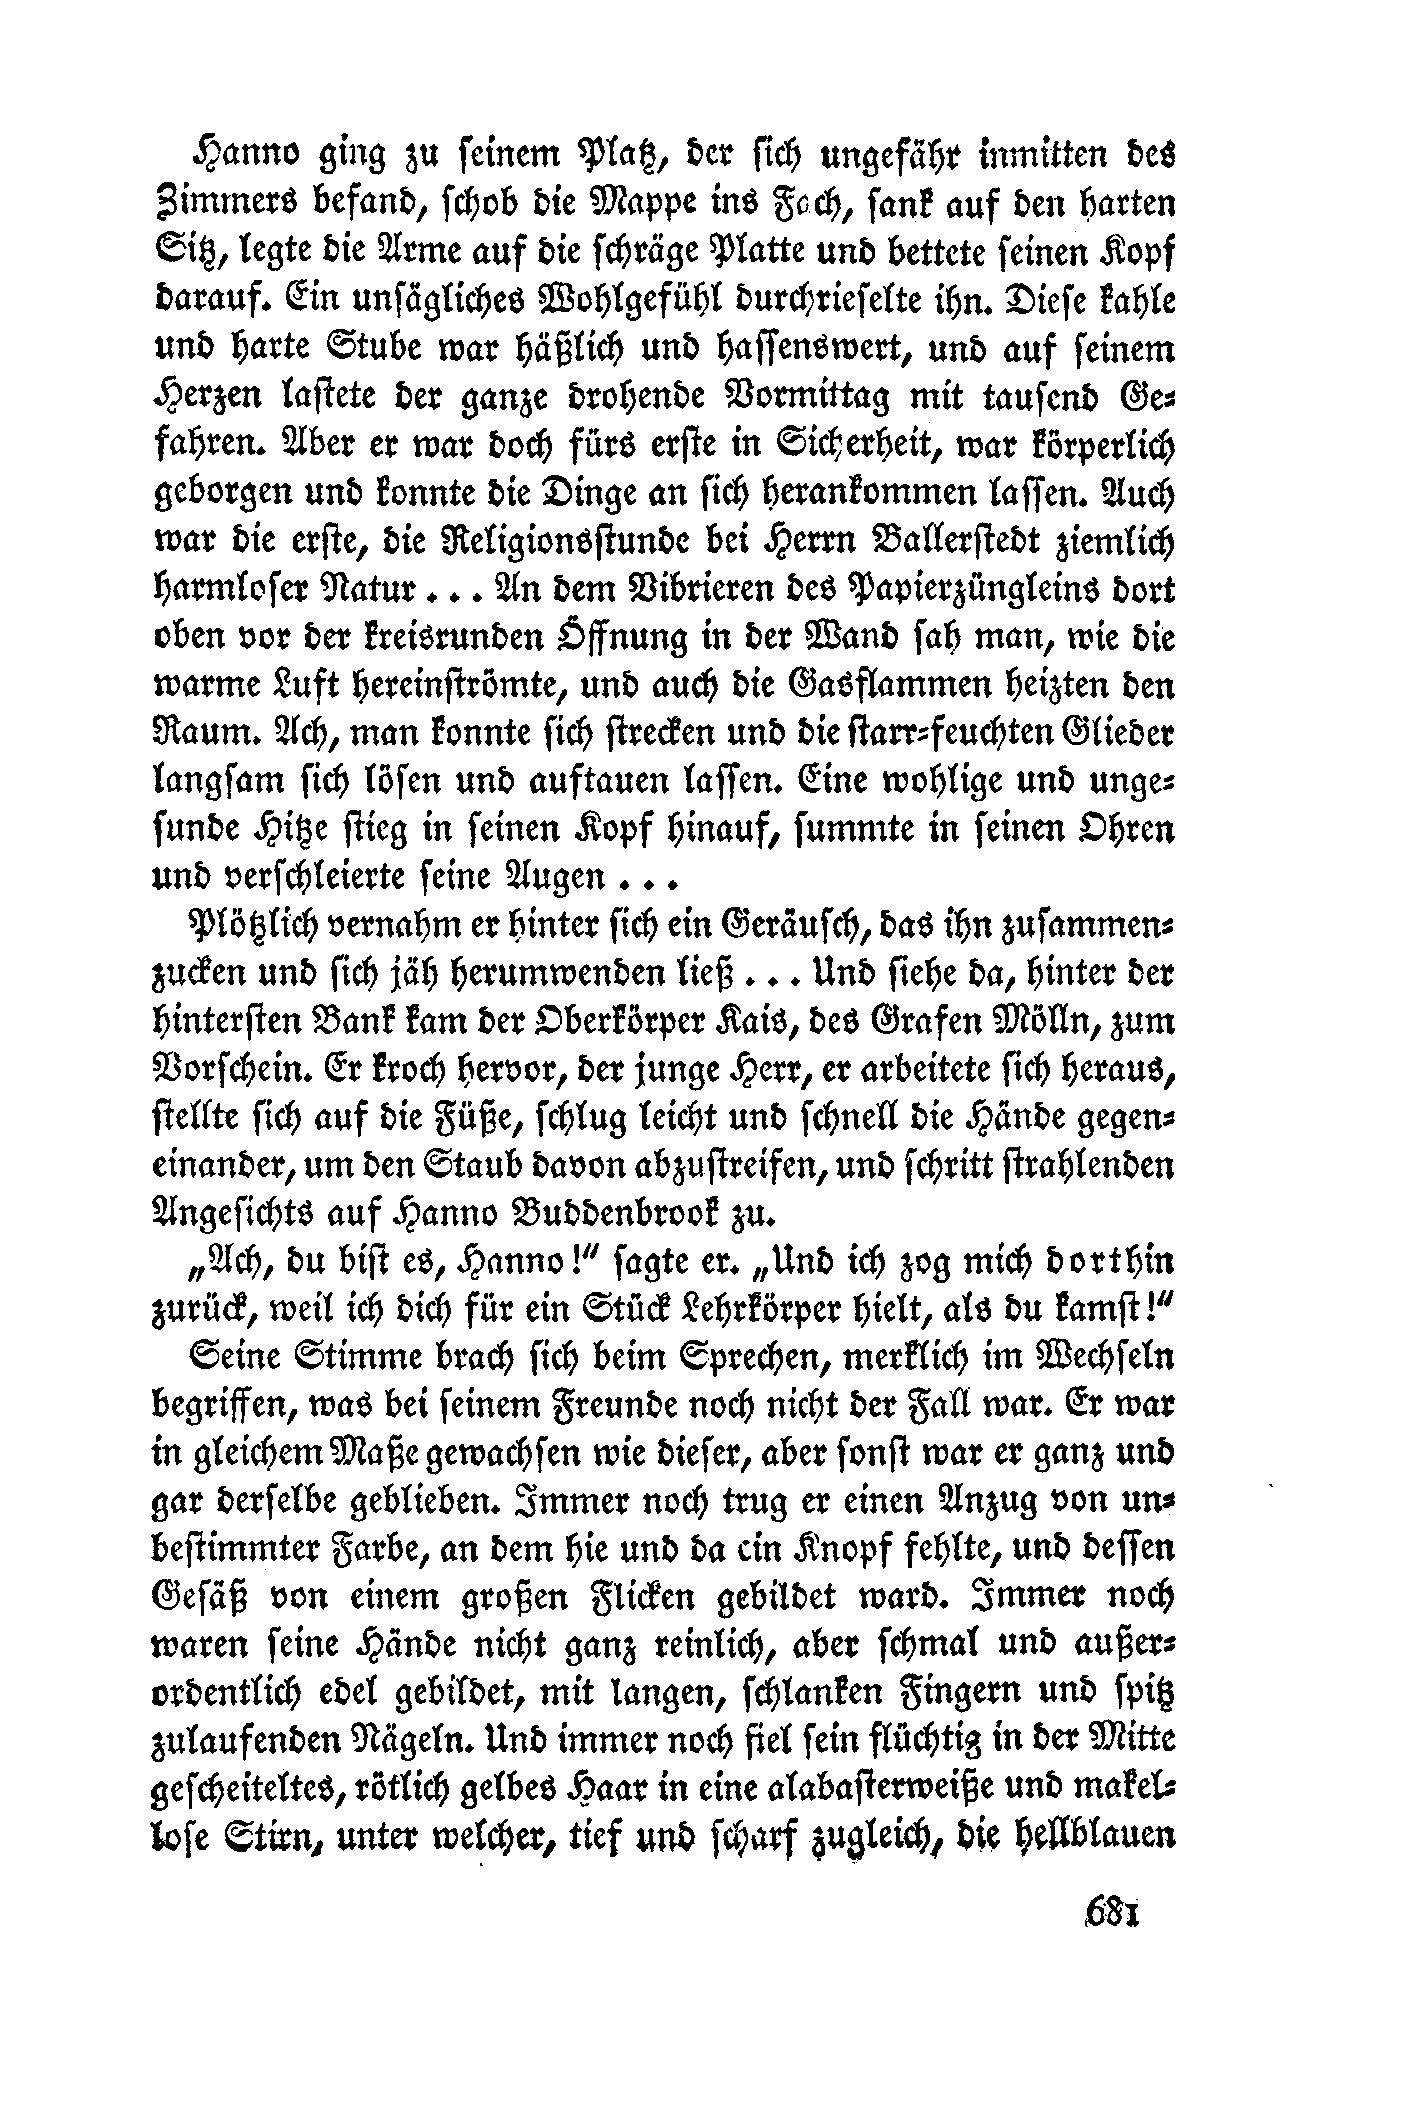 Hanno ging zu seinem Platz, der sich ungefähr inmitten des
Zimmers befand, schob die Mappe ins Fach, sank auf den harten
Sitz, legte die Arme auf die schräge Platte und bettete seinen Kopf
darauf. Ein unsägliches Wohlgefühl durchrieselte ihn. Diese kahle
und harte Stube war häßlich und hassenswert, und auf seinem
Herzen lastete der ganze drohende Vormittag mit tausend Ge-
fahren. Aber er war doch fürs erste in Sicherheit, war körperlich
geborgen und konnte die Dinge an sich herankommen lassen. Auch
war die erste, die Religionsstunde bei Herrn Ballerstedt ziemlich
harmloser Natur . . . An dem Vibrieren des Papierzüngleins dort
oben vor der kreisrunden Öffnung in der Wand sah man, wie die
warme Luft hereinströmte, und auch die Gasflammen heizten den
Raum. Ach, man konnte sich strecken und die starr-feuchten Glieder
langsam sich lösen und auftauen lassen. Eine wohlige und unge-
sunde Hitze stieg in seinen Kopf hinauf, summte in seinen Ohren
und verschleierte seine Augen . . .
Plötzlich vernahm er hinter sich ein Geräusch, das ihn zusammen-
zucken und sich jäh herumwenden ließ . . . Und siehe da, hinter der
hintersten Bank kam der Oberkörper Kais, des Grafen Mölln, zum
Vorschein. Er kroch hervor, der junge Herr, er arbeitete sich heraus,
stellte sich auf die Füße, schlug leicht und schnell die Hände gegen-
einander, um den Staub davon abzustreifen, und schritt strahlenden
Angesichts auf Hanno Buddenbrook zu.
„Ach, du bist es, Hanno!“ sagte er. „Und ich zog mich dorthin
zurück, weil ich dich für ein Stück Lehrkörper hielt, als du kamst!“
Seine Stimme brach sich beim Sprechen, merklich im Wechseln
begriffen, was bei seinem Freunde noch nicht der Fall war. Er war
in gleichem Maße gewachsen wie dieser, aber sonst war er ganz und
gar derselbe geblieben. Immer noch trug er einen Anzug von un-
bestimmter Farbe, an dem hie und da ein Knopf fehlte, und dessen
Gesäß von einem großen Flicken gebildet ward. Immer noch
waren seine Hände nicht ganz reinlich, aber schmal und außer-
ordentlich edel gebildet, mit langen, schlanken Fingern und spitz
zulaufenden Nägeln. Und immer noch fiel sein flüchtig in der Mitte
gescheiteltes, rötlich gelbes Haar in eine alabasterweiße und makel-
lose Stirn, unter welcher, tief und scharf zugleich, die hellblauen
681